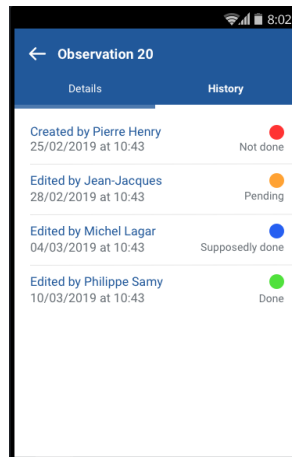 8:02
Observation 20
Details
History
Created by Pierre Henry
25/02/2019 at 10:43
Not done
Edited by Jean-Jacques
28/02/2019 at 10:43
Pending
Edited by Michel Lagar
04/03/2019 at 10:43
Supposedly done
Edited by Philippe Samy
10/03/2019 at 10:43
Done